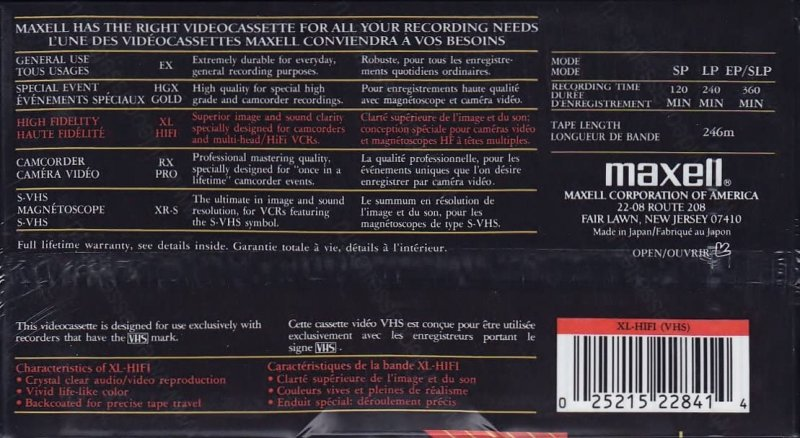 MAXELL HAS THE RIGHT VIDEOCASSETTE FOR ALL YOUR RECORDING NEEDS
L'UNE DES VIDÉOCASSETTES MAXELL CONVIENDRA À VOS BESOINS
GENERAL USE
TOUS USAGES
EX
Extremely durable for everyday,
general recording purposes.
Robuste, pour tous les enregistre-
ments quotidiens ordinaires.
SPECIAL EVENT
ÉVÉNEMENTS SPÉCIAUX
HGX
GOLD
High quality for special high
grade and camcorder recordings.
Pour enregistrements haute qualité
avec magnétoscope et caméra vidéo.
HIGH FIDELITY
HAUTE FIDÉLITÉ
XL
HIFI
Superior image and sound clarity
specially designed for camcorders
and multi-head/HiFi VCRs.
Clarté supérieure de l'image et du son;
conception spéciale pour caméras vidéo
et magnétoscopes HF à têtes multiples.
CAMCORDER
CAMÉRA VIDÉO
RX
PRO
Professional mastering quality,
specially designed for "once in a
lifetime" camcorder events.
La qualité professionnelle, pour les
événements uniques que l'on désire
enregistrer par caméra vidéo.
S-VHS
MAGNÉTOSCOPE
S-VHS
XR-S
The ultimate in image and sound
resolution, for VCRs featuring
the S-VHS symbol.
Le summum en résolution de
l'image et du son, pour les
magnétoscopes de type S-VHS.
Full lifetime warranty, see details inside. Garantie totale à vie, détails à l'intérieur.
MODE
MODE
SP LP EP/SLP
RECORDING TIME
DURÉE
D'ENREGISTREMENT
120 240 360
MIN MIN MIN
TAPE LENGTH
LONGUEUR DE BANDE
246m
maxell®
MAXELL CORPORATION OF AMERICA
22-08 ROUTE 208
FAIR LAWN, NEW JERSEY 07410
Made in Japan/Fabriqué au Japon
OPEN/OUVRIR
This videocassette is designed for use exclusively with
recorders that have the VHS mark.
Cette cassette vidéo VHS est conçue pour être utilisée
exclusivement avec les enregistreurs portant le
signe VHS.
Characteristics of XL-HIFI
• Crystal clear audio/video reproduction
• Vivid life-like color
• Backcoated for precise tape travel
Caractéristiques de la bande XL-HIFI
• Clarté supérieure de l'image et du son
• Couleurs vives et pleines de réalisme
• Enduit spécial: déroulement précis
XL-HIFI (VHS)
0 25215 22841 4